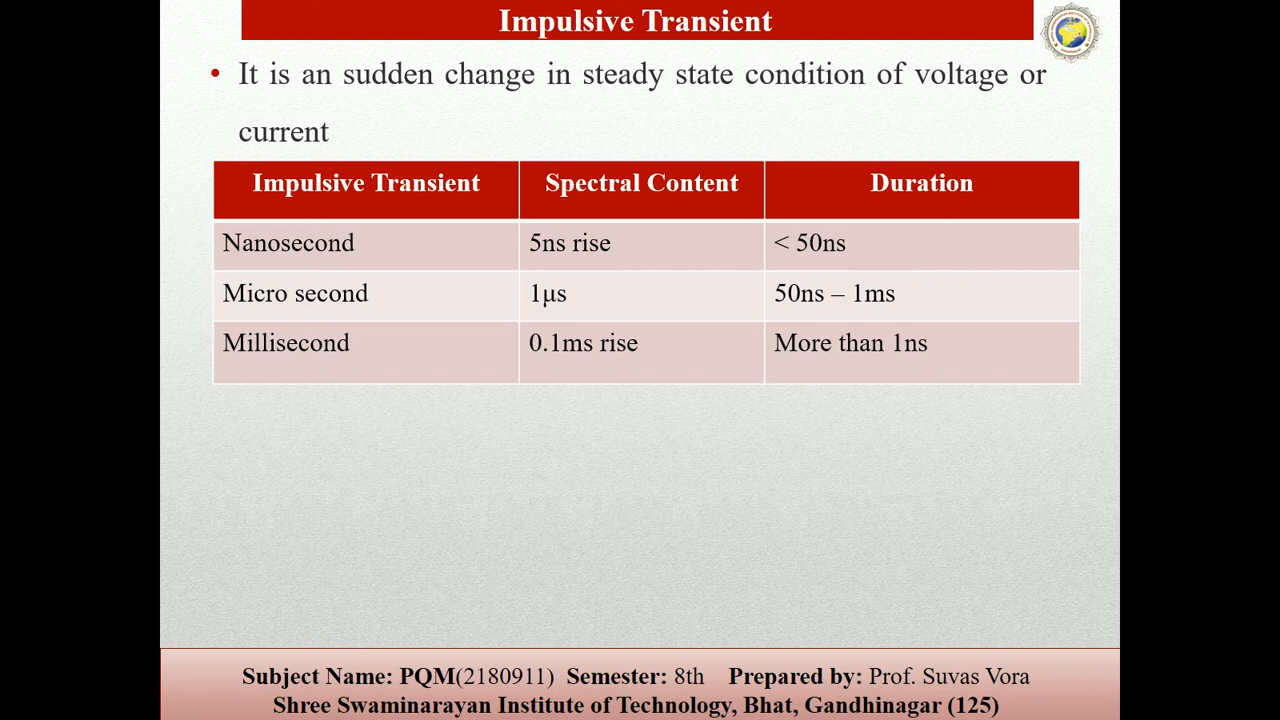 Impulsive Transient
• It is an sudden change in steady state condition of voltage or
current
Impulsive Transient Spectral Content Duration
Nanosecond 5ns rise < 50ns
Micro second 1μs 50ns – 1ms
Millisecond 0.1ms rise More than 1ns
Subject Name: PQM(2180911) Semester: 8th Prepared by: Prof. Suvas Vora
Shree Swaminarayan Institute of Technology, Bhat, Gandhinagar (125)